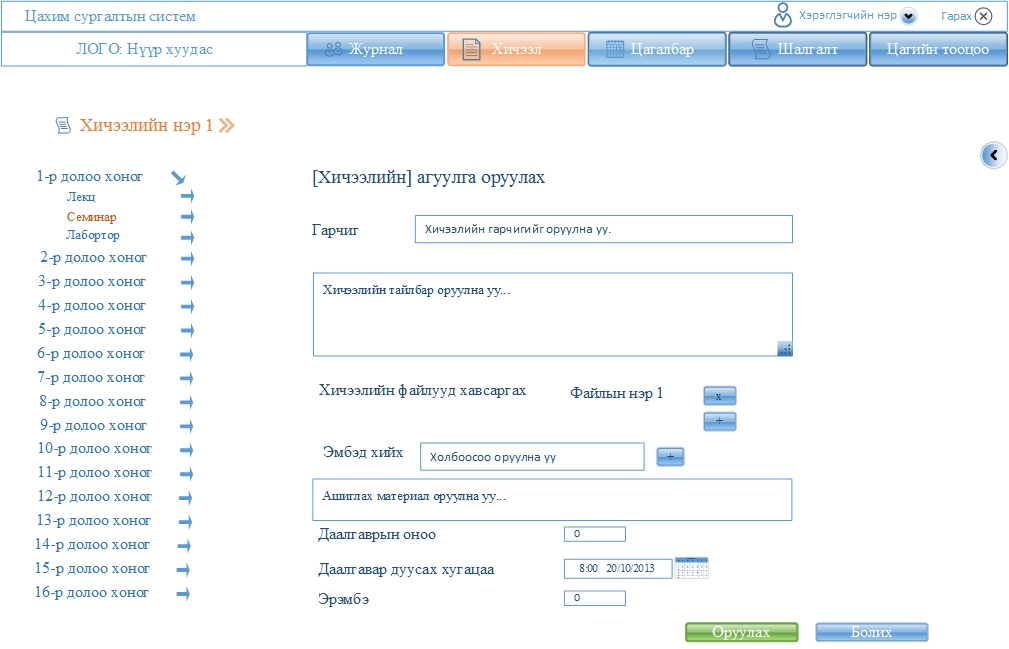 Цахим сургалтын систем
Хэрэглэгчийн нэр
Гарах
ЛОГО: Нүүр хуудас
Журнал
Хичээл
Цагалбар
Шалгалт
Цагийн тооцоо
Хичээлийн нэр 1
1-р долоо хоног
Лекц
Семинар
Лабортор
2-р долоо хоног
3-р долоо хоног
4-р долоо хоног
5-р долоо хоног
6-р долоо хоног
7-р долоо хоног
8-р долоо хоног
9-р долоо хоног
10-р долоо хоног
11-р долоо хоног
12-р долоо хоног
13-р долоо хоног
14-р долоо хоног
15-р долоо хоног
16-р долоо хоног
[Хичээлийн] агуулга оруулах
Гарчиг
Хичээлийн гарчигийг оруулна уу.
Хичээлийн тайлбар оруулна уу...
Хичээлийн файлууд хавсаргах
Файлын нэр 1
x
+
Эмбэд хийх
Холбоосоо оруулна уу
+
Ашиглах материал оруулна уу...
Даалгаврын оноо
0
Даалгавар дуусах хугацаа
8:00 20/10/2013
Эрэмбэ
0
Оруулах
Болих